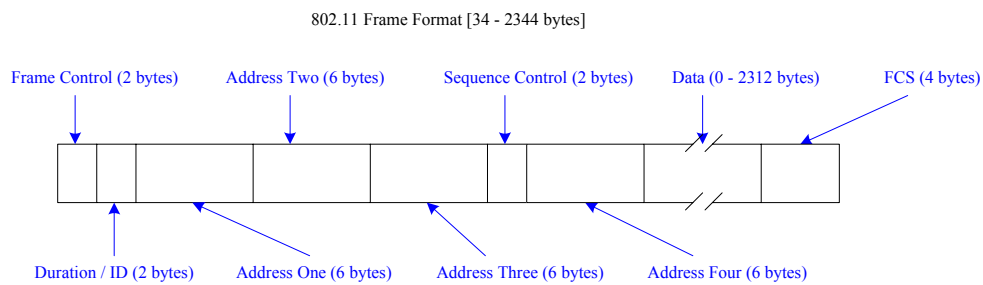 802.11 Frame Format [34 - 2344 bytes]
Frame Control (2 bytes)
Address Two (6 bytes)
Sequence Control (2 bytes)
Data (0 - 2312 bytes)
FCS (4 bytes)
Duration / ID (2 bytes)
Address One (6 bytes)
Address Three (6 bytes)
Address Four (6 bytes)